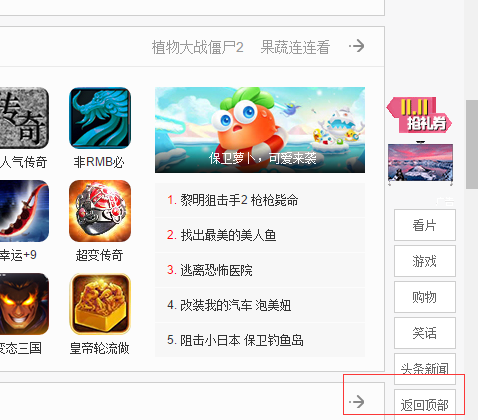 植物大战僵尸2 果蔬连连看
传奇
人气传奇
非RMB必
幸运+9
超变传奇
变态三国
皇帝轮流做
保卫萝卜，可爱来袭
1. 黎明狙击手2 枪枪毙命
2. 找出最美的美人鱼
3. 逃离恐怖医院
4. 改装我的汽车 泡美妞
5. 阻击小日本 保卫钓鱼岛
11.11
抢礼券
看片
游戏
购物
笑话
头条新闻
返回顶部